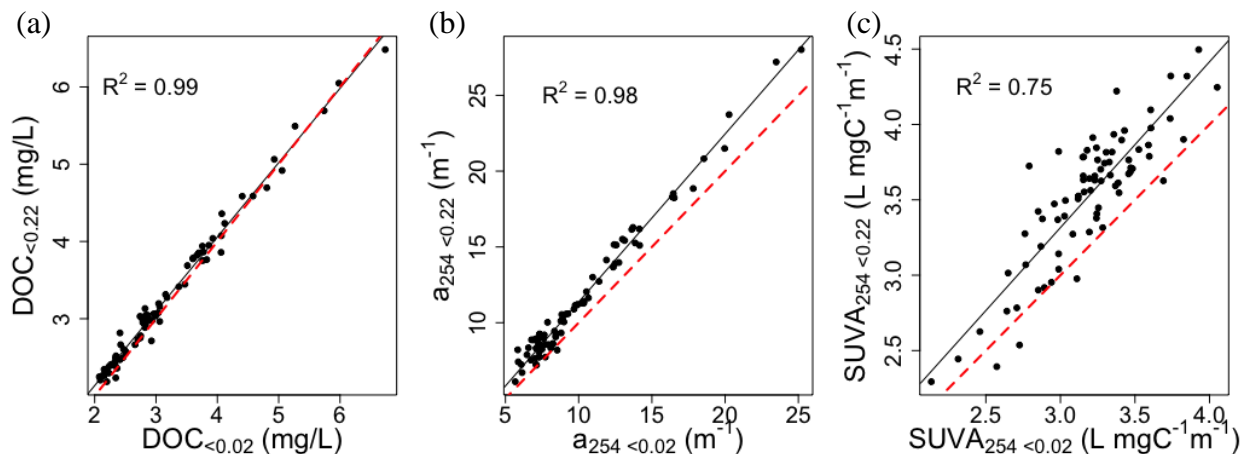 (a)
R² = 0.99
DOC<0.22 (mg/L)
6
5
4
3
2 3 4 5 6
DOC<0.02 (mg/L)
(b)
R² = 0.98
a254 <0.22 (m⁻¹)
25
20
15
10
5 10 15 20 25
a254 <0.02 (m⁻¹)
(c)
R² = 0.75
SUVA254 <0.22 (L mgC⁻¹m⁻¹)
4.5
4.0
3.5
3.0
2.5
2.5 3.0 3.5 4.0
SUVA254 <0.02 (L mgC⁻¹m⁻¹)